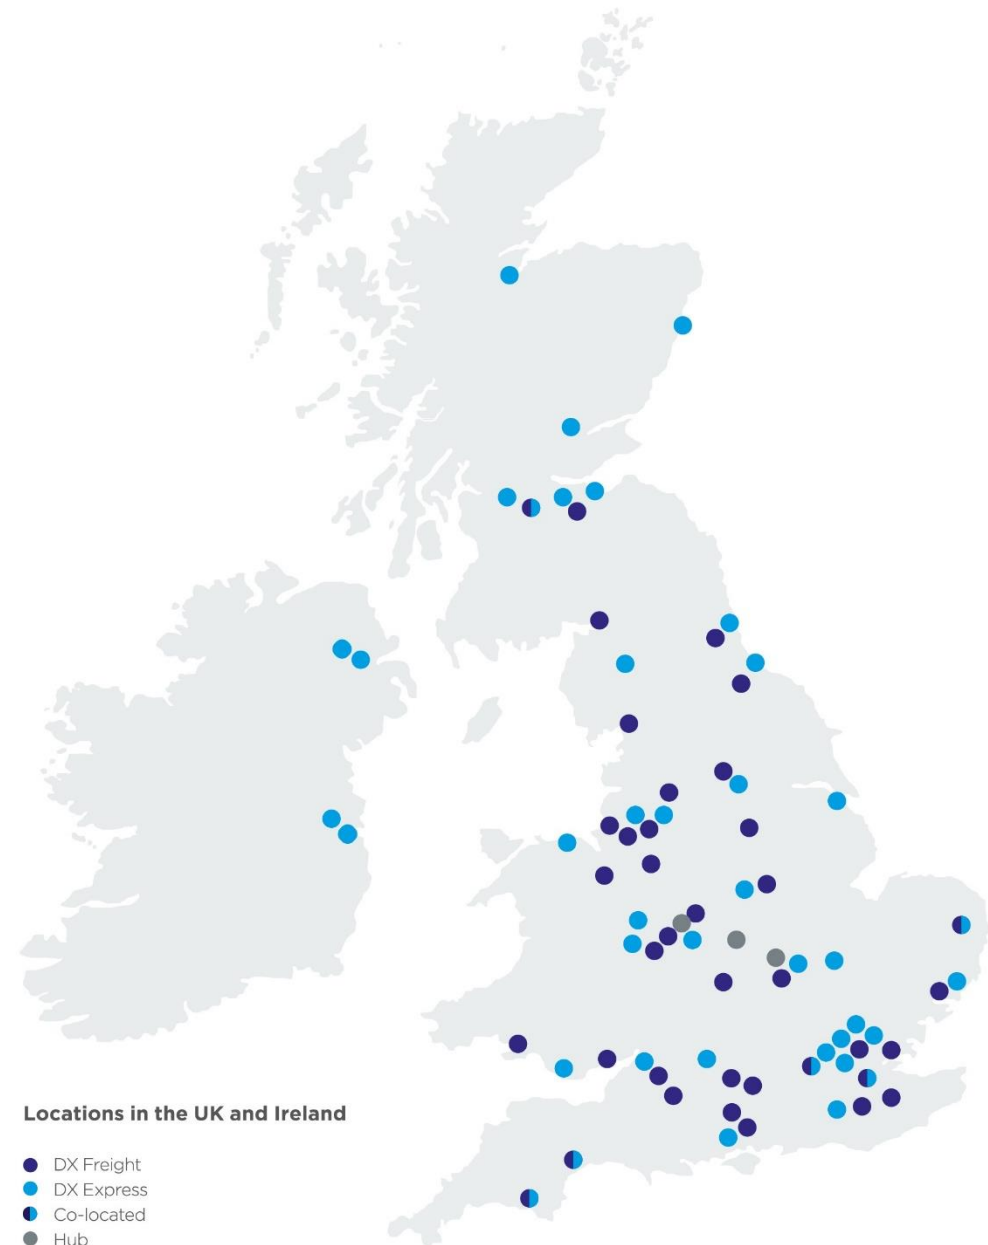 Locations in the UK and Ireland
DX Freight
DX Express
Co-located
Hub